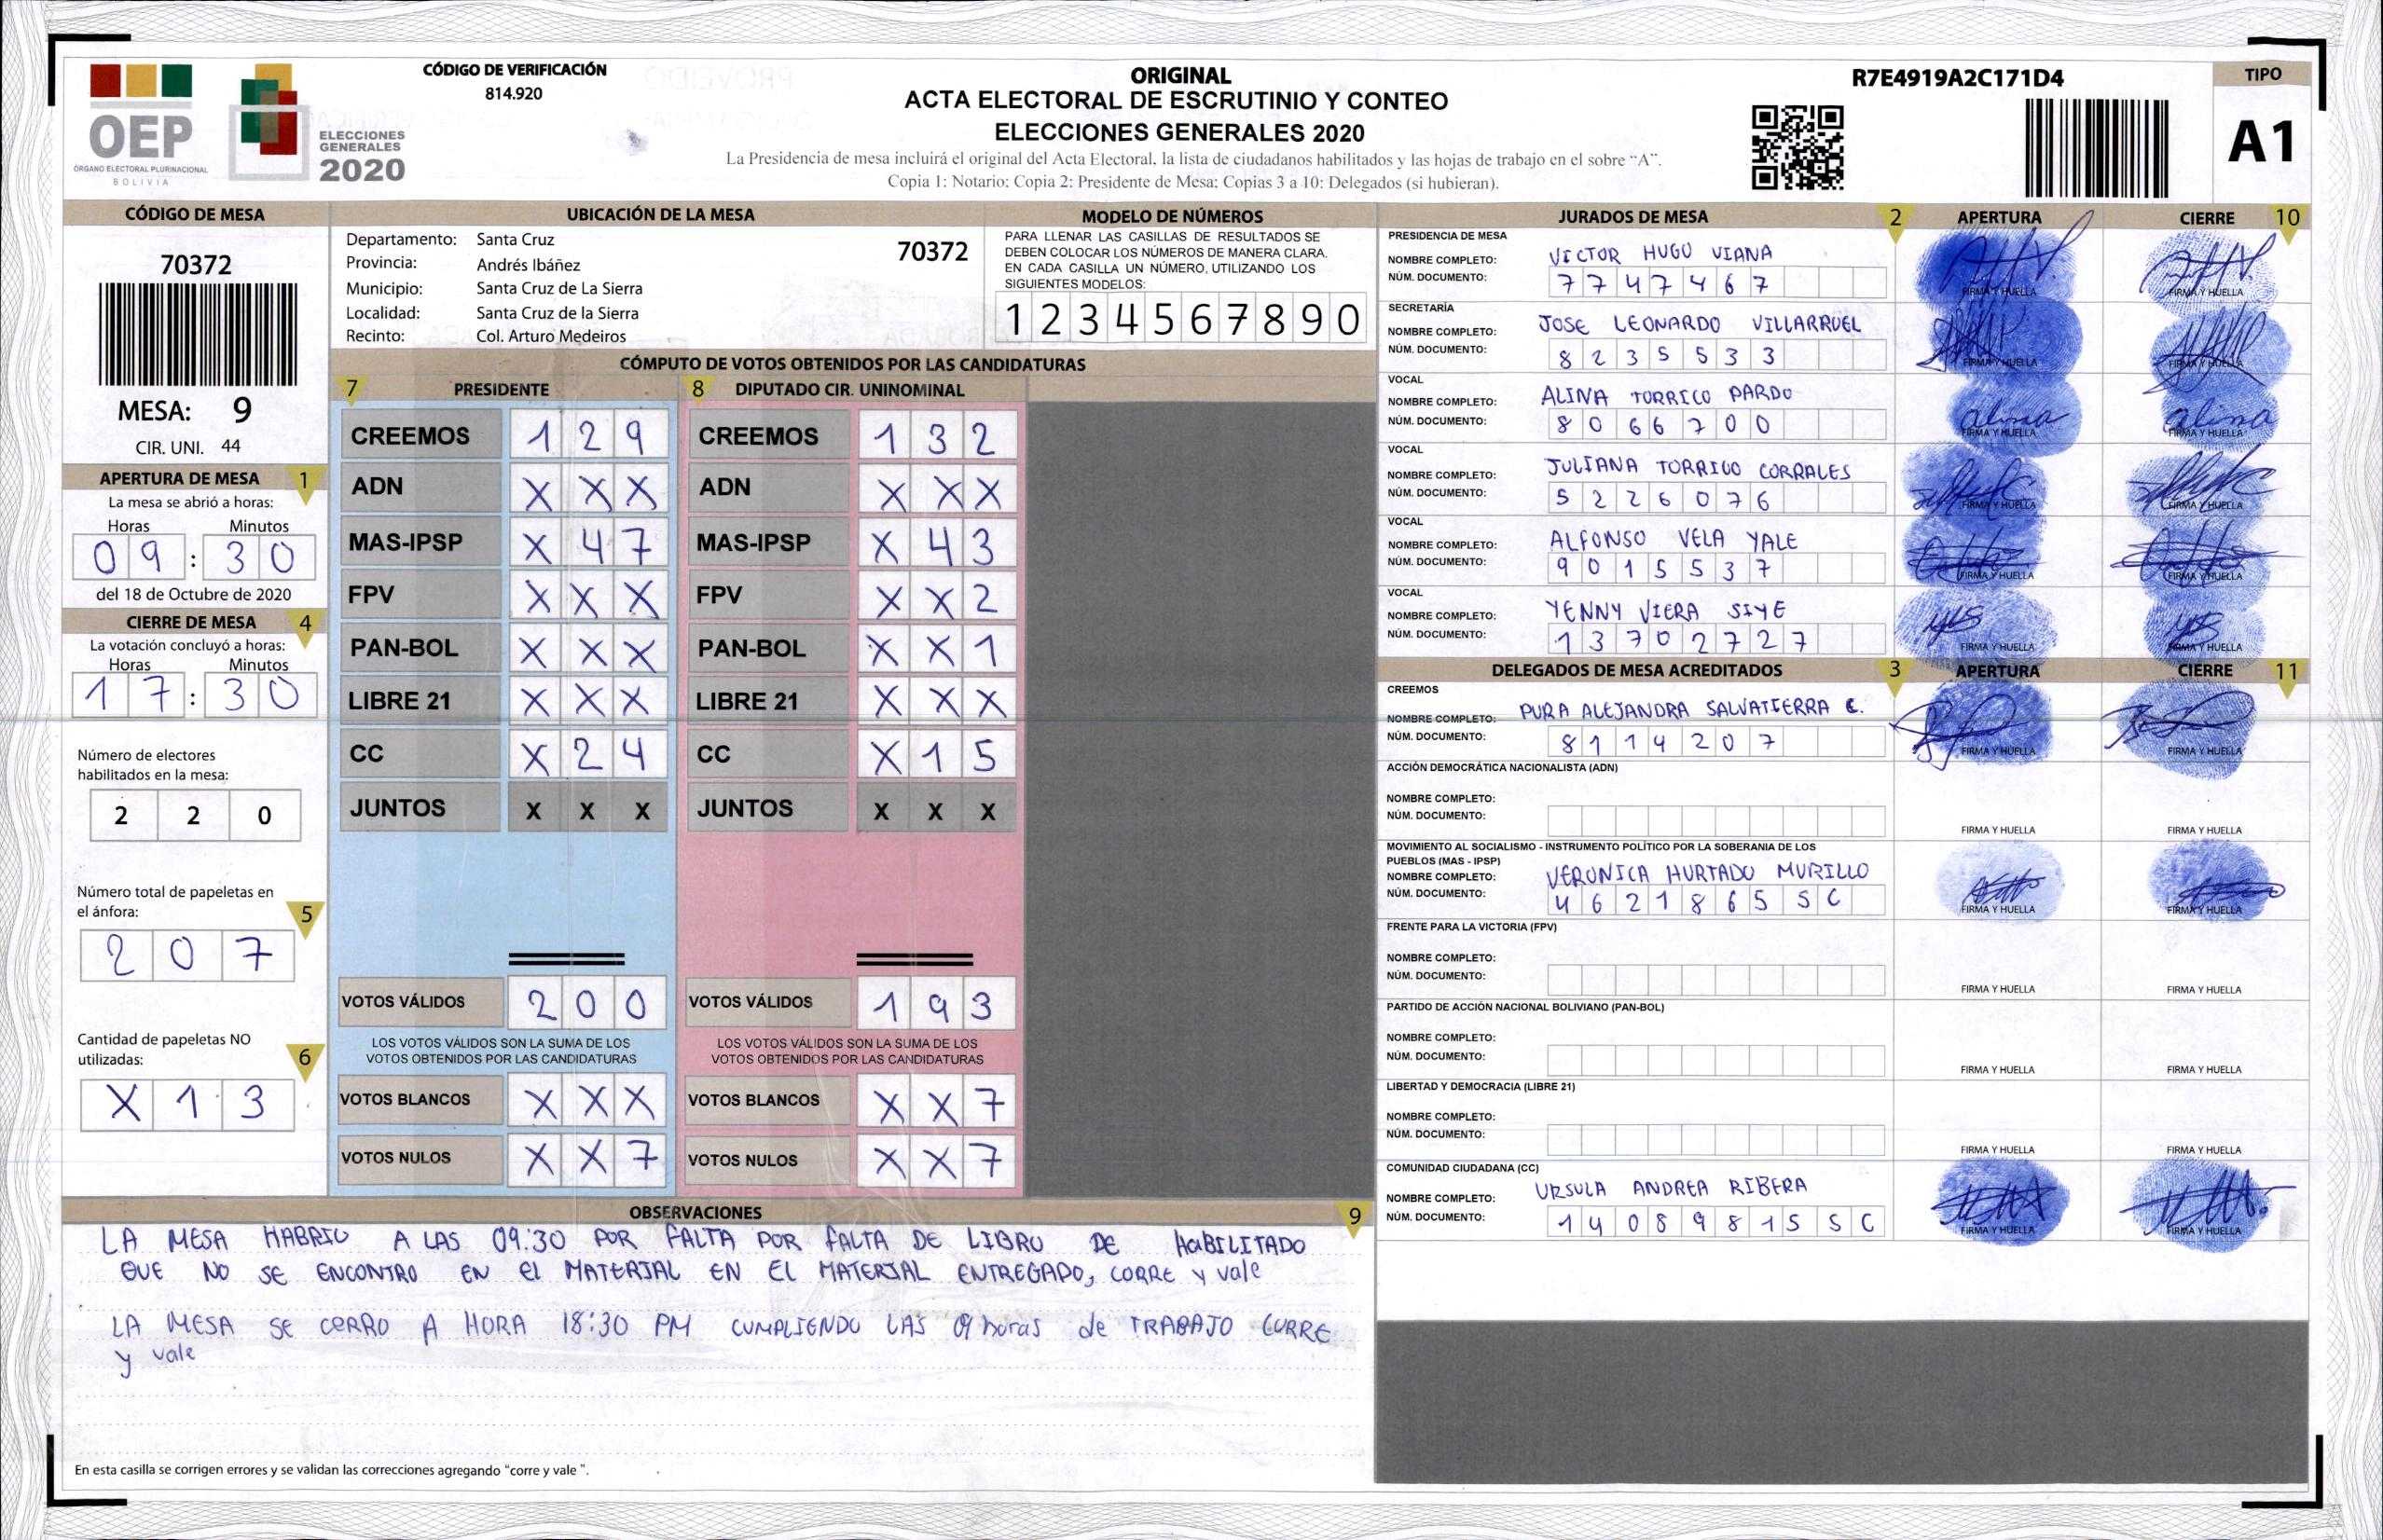 OEP
ÓRGANO ELECTORAL PLURINACIONAL
BOLIVIA
ELECCIONES
GENERALES
2020
CÓDIGO DE VERIFICACIÓN
814.920
ORIGINAL
ACTA ELECTORAL DE ESCRUTINIO Y CONTEO
ELECCIONES GENERALES 2020
La Presidencia de mesa incluirá el original del Acta Electoral, la lista de ciudadanos habilitados y las hojas de trabajo en el sobre “A”.
Copia 1: Notario; Copia 2: Presidente de Mesa; Copias 3 a 10: Delegados (si hubieran).
R7E4919A2C171D4
TIPO
A1
CÓDIGO DE MESA
70372
MESA: 9
CIR. UNI. 44
APERTURA DE MESA 1
La mesa se abrió a horas:
Horas Minutos
09:30
del 18 de Octubre de 2020
CIERRE DE MESA 4
La votación concluyó a horas:
Horas Minutos
17:30
Número de electores
habilitados en la mesa:
2 2 0
Número total de papeletas en
el ánfora: 5
2 0 7
Cantidad de papeletas NO
utilizadas: 6
X 1 3
UBICACIÓN DE LA MESA
Departamento: Santa Cruz 70372
Provincia: Andrés Ibáñez
Municipio: Santa Cruz de La Sierra
Localidad: Santa Cruz de la Sierra
Recinto: Col. Arturo Medeiros
MODELO DE NÚMEROS
PARA LLENAR LAS CASILLAS DE RESULTADOS SE
DEBEN COLOCAR LOS NÚMEROS DE MANERA CLARA.
EN CADA CASILLA UN NÚMERO, UTILIZANDO LOS
SIGUIENTES MODELOS:
1 2 3 4 5 6 7 8 9 0
CÓMPUTO DE VOTOS OBTENIDOS POR LAS CANDIDATURAS
7 PRESIDENTE 8 DIPUTADO CIR. UNINOMINAL
CREEMOS 1 2 9 CREEMOS 1 3 2
ADN X X X ADN X X X
MAS-IPSP X 4 7 MAS-IPSP X 4 3
FPV X X X FPV X X 2
PAN-BOL X X X PAN-BOL X X 1
LIBRE 21 X X X LIBRE 21 X X X
CC X 2 4 CC X 1 5
JUNTOS X X X JUNTOS X X X
VOTOS VÁLIDOS 2 0 0 VOTOS VÁLIDOS 1 9 3
LOS VOTOS VÁLIDOS SON LA SUMA DE LOS LOS VOTOS VÁLIDOS SON LA SUMA DE LOS
VOTOS OBTENIDOS POR LAS CANDIDATURAS VOTOS OBTENIDOS POR LAS CANDIDATURAS
VOTOS BLANCOS X X X VOTOS BLANCOS X X 7
VOTOS NULOS X X 7 VOTOS NULOS X X 7
OBSERVACIONES 9
LA MESA HABRIO A LAS 09:30 POR FALTA POR FALTA DE LIBRO DE HaBILITADO
QUE NO SE ENCONTRO EN El MATERIAL EN EL MATERIAL ENTREGADO, CORRE y vale
LA MESA SE CERRO A HORA 18:30 PM CUMPLIENDO LAS 09 horas de TRABAJO CORRE
y vale
En esta casilla se corrigen errores y se validan las correcciones agregando “corre y vale ”.
JURADOS DE MESA 2 APERTURA CIERRE 10
PRESIDENCIA DE MESA
NOMBRE COMPLETO: VICTOR HUGO VIANA
NÚM. DOCUMENTO: 7747467 FIRMA Y HUELLA FIRMA Y HUELLA
SECRETARÍA
NOMBRE COMPLETO: JOSE LEONARDO VILLARRUEL
NÚM. DOCUMENTO: 8235533 FIRMA Y HUELLA FIRMA Y HUELLA
VOCAL
NOMBRE COMPLETO: ALINA TORRICO PARDO alina alina
NÚM. DOCUMENTO: 8066700 FIRMA Y HUELLA FIRMA Y HUELLA
VOCAL
NOMBRE COMPLETO: JULIANA TORRICO CORRALES
NÚM. DOCUMENTO: 5226076 FIRMA Y HUELLA FIRMA Y HUELLA
VOCAL
NOMBRE COMPLETO: ALFONSO VELA YALE
NÚM. DOCUMENTO: 9015537 FIRMA Y HUELLA FIRMA Y HUELLA
VOCAL
NOMBRE COMPLETO: YENNY VIERA SIYE
NÚM. DOCUMENTO: 13702727 FIRMA Y HUELLA FIRMA Y HUELLA
DELEGADOS DE MESA ACREDITADOS 3 APERTURA CIERRE 11
CREEMOS
NOMBRE COMPLETO: PURA ALEJANDRA SALVATIERRA C.
NÚM. DOCUMENTO: 8114207 FIRMA Y HUELLA FIRMA Y HUELLA
ACCIÓN DEMOCRÁTICA NACIONALISTA (ADN)
NOMBRE COMPLETO:
NÚM. DOCUMENTO: FIRMA Y HUELLA FIRMA Y HUELLA
MOVIMIENTO AL SOCIALISMO - INSTRUMENTO POLÍTICO POR LA SOBERANIA DE LOS
PUEBLOS (MAS - IPSP)
NOMBRE COMPLETO: VERONICA HURTADO MURILLO
NÚM. DOCUMENTO: 4621865 SC FIRMA Y HUELLA FIRMA Y HUELLA
FRENTE PARA LA VICTORIA (FPV)
NOMBRE COMPLETO:
NÚM. DOCUMENTO: FIRMA Y HUELLA FIRMA Y HUELLA
PARTIDO DE ACCIÓN NACIONAL BOLIVIANO (PAN-BOL)
NOMBRE COMPLETO:
NÚM. DOCUMENTO: FIRMA Y HUELLA FIRMA Y HUELLA
LIBERTAD Y DEMOCRACIA (LIBRE 21)
NOMBRE COMPLETO:
NÚM. DOCUMENTO: FIRMA Y HUELLA FIRMA Y HUELLA
COMUNIDAD CIUDADANA (CC)
NOMBRE COMPLETO: URSULA ANDREA RIBERA
NÚM. DOCUMENTO: 14089815 SC FIRMA Y HUELLA FIRMA Y HUELLA